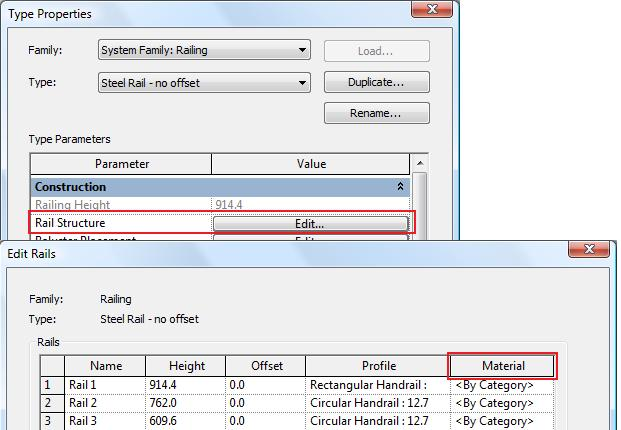 Type Properties
Family: System Family: Railing Load...
Type: Steel Rail - no offset Duplicate...
Rename...
Type Parameters
Parameter Value
Construction
Railing Height 914.4
Rail Structure Edit...
Baluster Placement Edit...
Edit Rails
Family: Railing
Type: Steel Rail - no offset
Rails
Name Height Offset Profile Material
1 Rail 1 914.4 0.0 Rectangular Handrail : <By Category>
2 Rail 2 762.0 0.0 Circular Handrail : 12.7 <By Category>
3 Rail 3 609.6 0.0 Circular Handrail : 12.7 <By Category>